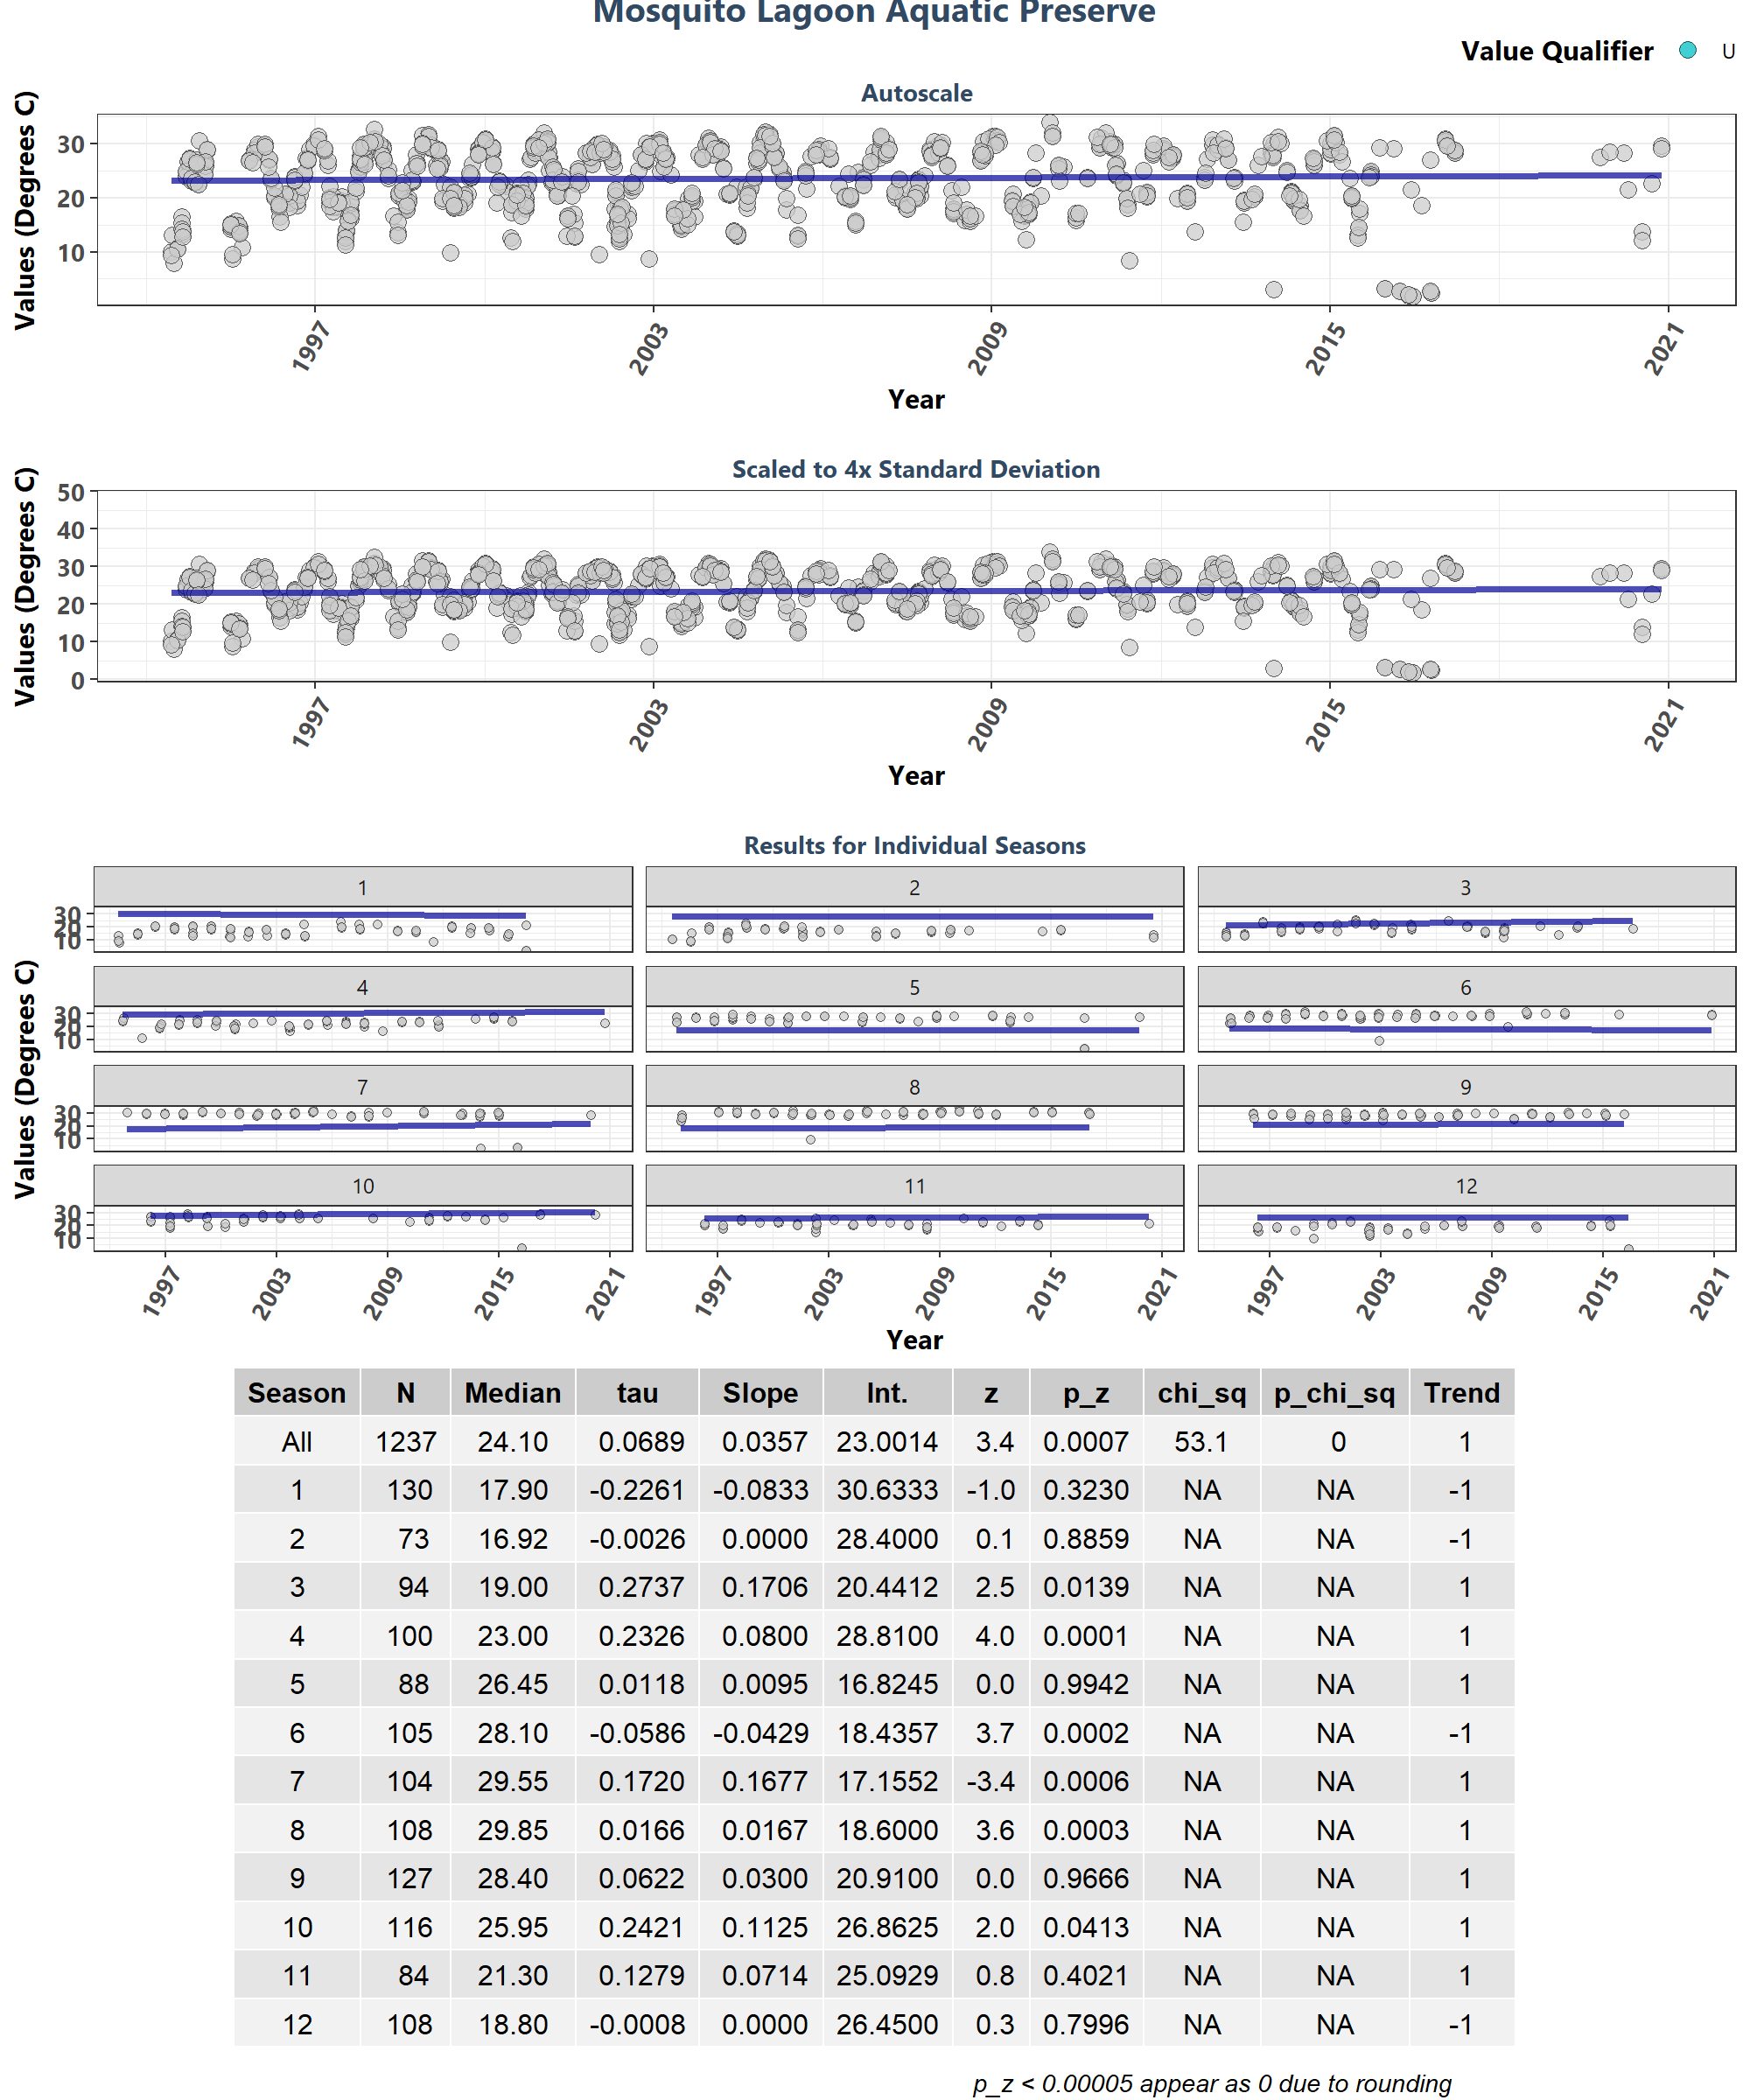 Mosquito Lagoon Aquatic Preserve
Value Qualifier U
Autoscale
Values (Degrees C)
30
20
10
1997 2003 2009 2015 2021
Year
Scaled to 4x Standard Deviation
Values (Degrees C)
50
40
30
20
10
0
1997 2003 2009 2015 2021
Year
Results for Individual Seasons
Values (Degrees C)
1 2 3
30
20
10
4 5 6
30
20
10
7 8 9
30
20
10
10 11 12
30
20
10
1997 2003 2009 2015 2021 1997 2003 2009 2015 2021 1997 2003 2009 2015 2021
Year
Season N Median tau Slope Int. z p_z chi_sq p_chi_sq Trend
All 1237 24.10 0.0689 0.0357 23.0014 3.4 0.0007 53.1 0 1
1 130 17.90 -0.2261 -0.0833 30.6333 -1.0 0.3230 NA NA -1
2 73 16.92 -0.0026 0.0000 28.4000 0.1 0.8859 NA NA -1
3 94 19.00 0.2737 0.1706 20.4412 2.5 0.0139 NA NA 1
4 100 23.00 0.2326 0.0800 28.8100 4.0 0.0001 NA NA 1
5 88 26.45 0.0118 0.0095 16.8245 0.0 0.9942 NA NA 1
6 105 28.10 -0.0586 -0.0429 18.4357 3.7 0.0002 NA NA -1
7 104 29.55 0.1720 0.1677 17.1552 -3.4 0.0006 NA NA 1
8 108 29.85 0.0166 0.0167 18.6000 3.6 0.0003 NA NA 1
9 127 28.40 0.0622 0.0300 20.9100 0.0 0.9666 NA NA 1
10 116 25.95 0.2421 0.1125 26.8625 2.0 0.0413 NA NA 1
11 84 21.30 0.1279 0.0714 25.0929 0.8 0.4021 NA NA 1
12 108 18.80 -0.0008 0.0000 26.4500 0.3 0.7996 NA NA -1
p_z < 0.00005 appear as 0 due to rounding